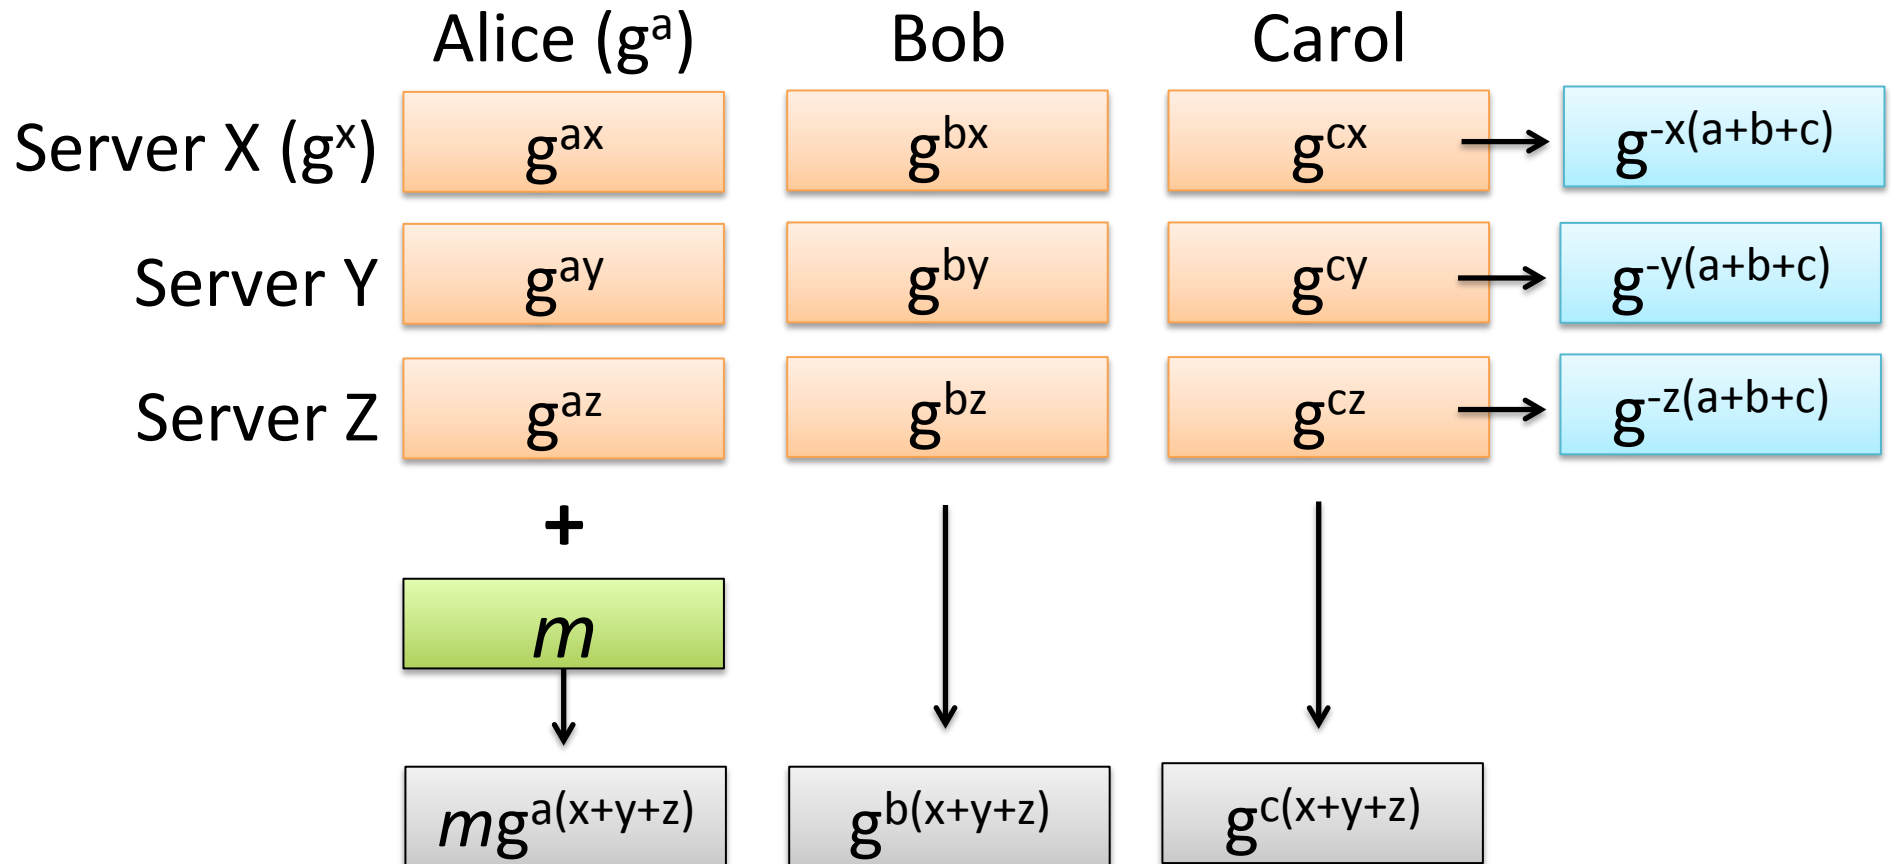 Alice (gᵃ) Bob Carol
Server X (gˣ) gᵃˣ gᵇˣ gᶜˣ g⁻ˣ⁽ᵃ⁺ᵇ⁺ᶜ⁾
Server Y gᵃʸ gᵇʸ gᶜʸ g⁻ʸ⁽ᵃ⁺ᵇ⁺ᶜ⁾
Server Z gᵃᶻ gᵇᶻ gᶜᶻ g⁻ᶻ⁽ᵃ⁺ᵇ⁺ᶜ⁾
+
m
mgᵃ⁽ˣ⁺ʸ⁺ᶻ⁾ gᵇ⁽ˣ⁺ʸ⁺ᶻ⁾ gᶜ⁽ˣ⁺ʸ⁺ᶻ⁾